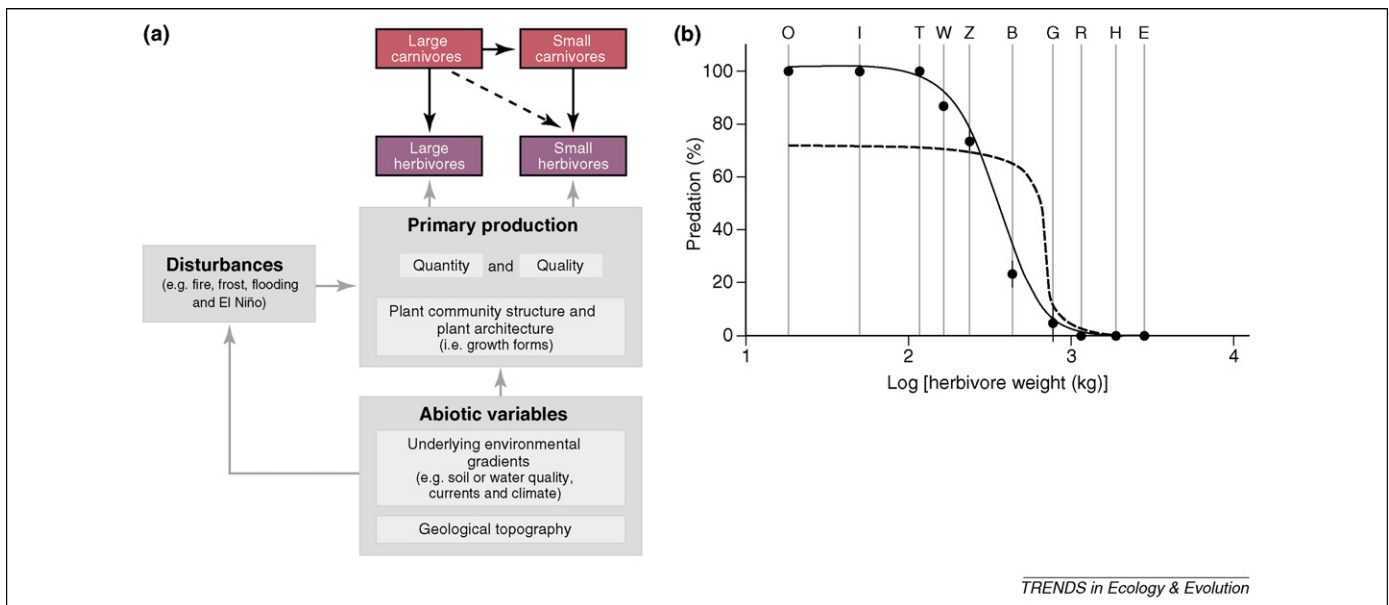 (a)
Large
carnivores
Small
carnivores
Large
herbivores
Small
herbivores
Primary production
Quantity and Quality
Plant community structure and
plant architecture
(i.e. growth forms)
Disturbances
(e.g. fire, frost, flooding
and El Niño)
Abiotic variables
Underlying environmental
gradients
(e.g. soil or water quality,
currents and climate)
Geological topography
(b)
O I T W Z B G R H E
Predation (%)
100
80
60
40
20
0
1 2 3 4
Log [herbivore weight (kg)]
TRENDS in Ecology & Evolution